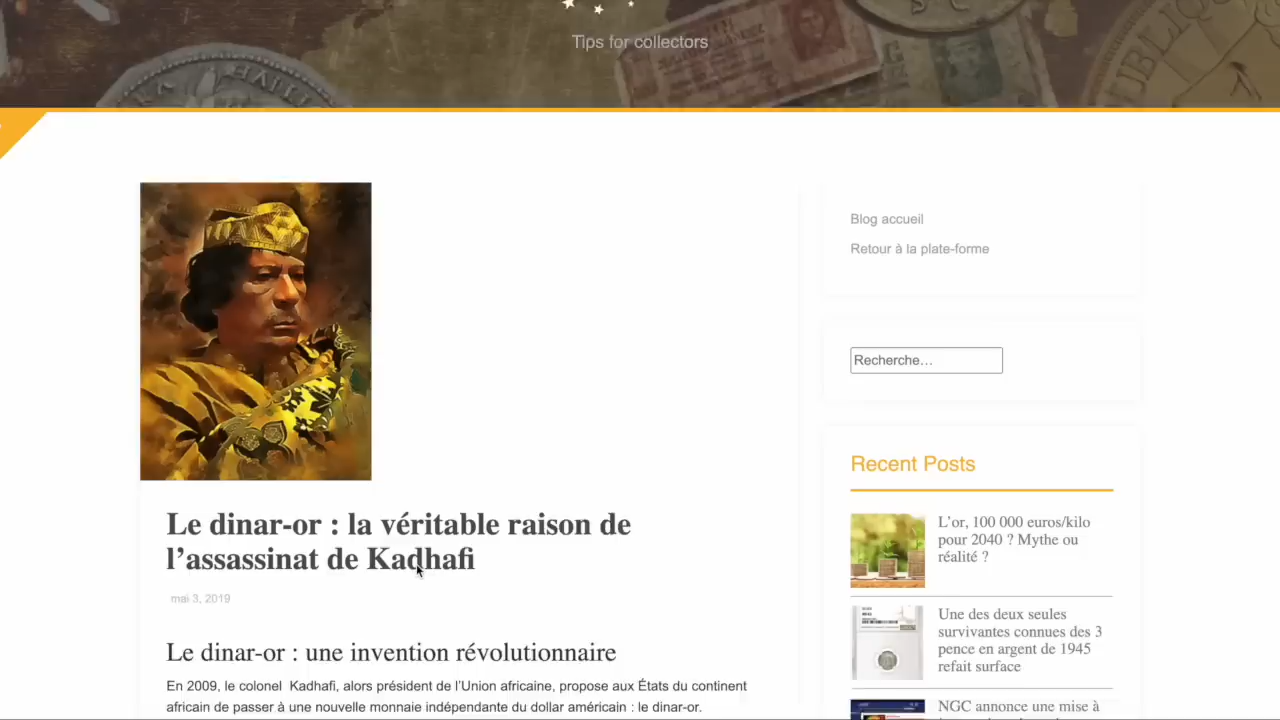 Tips for collectors
Blog accueil
Retour à la plate-forme
Recherche…
Le dinar-or : la véritable raison de
l’assassinat de Kadhafi
mai 3, 2019
Le dinar-or : une invention révolutionnaire
En 2009, le colonel  Kadhafi, alors président de l’Union africaine, propose aux États du continent
africain de passer à une nouvelle monnaie indépendante du dollar américain : le dinar-or.
Recent Posts
L’or, 100 000 euros/kilo
pour 2040 ? Mythe ou
réalité ?
Une des deux seules
survivantes connues des 3
pence en argent de 1945
refait surface
NGC annonce une mise à